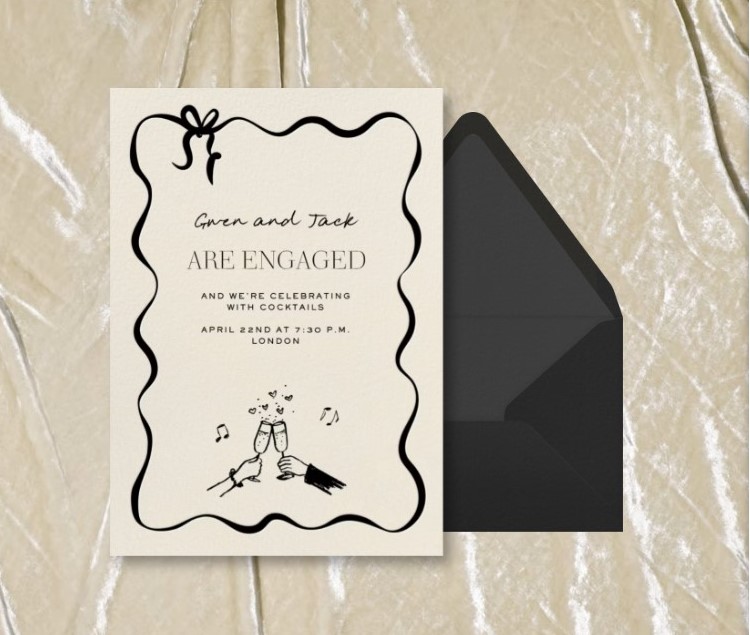 Gwen and Jack
ARE ENGAGED
AND WE'RE CELEBRATING
WITH COCKTAILS
APRIL 22ND AT 7:30 P.M.
LONDON